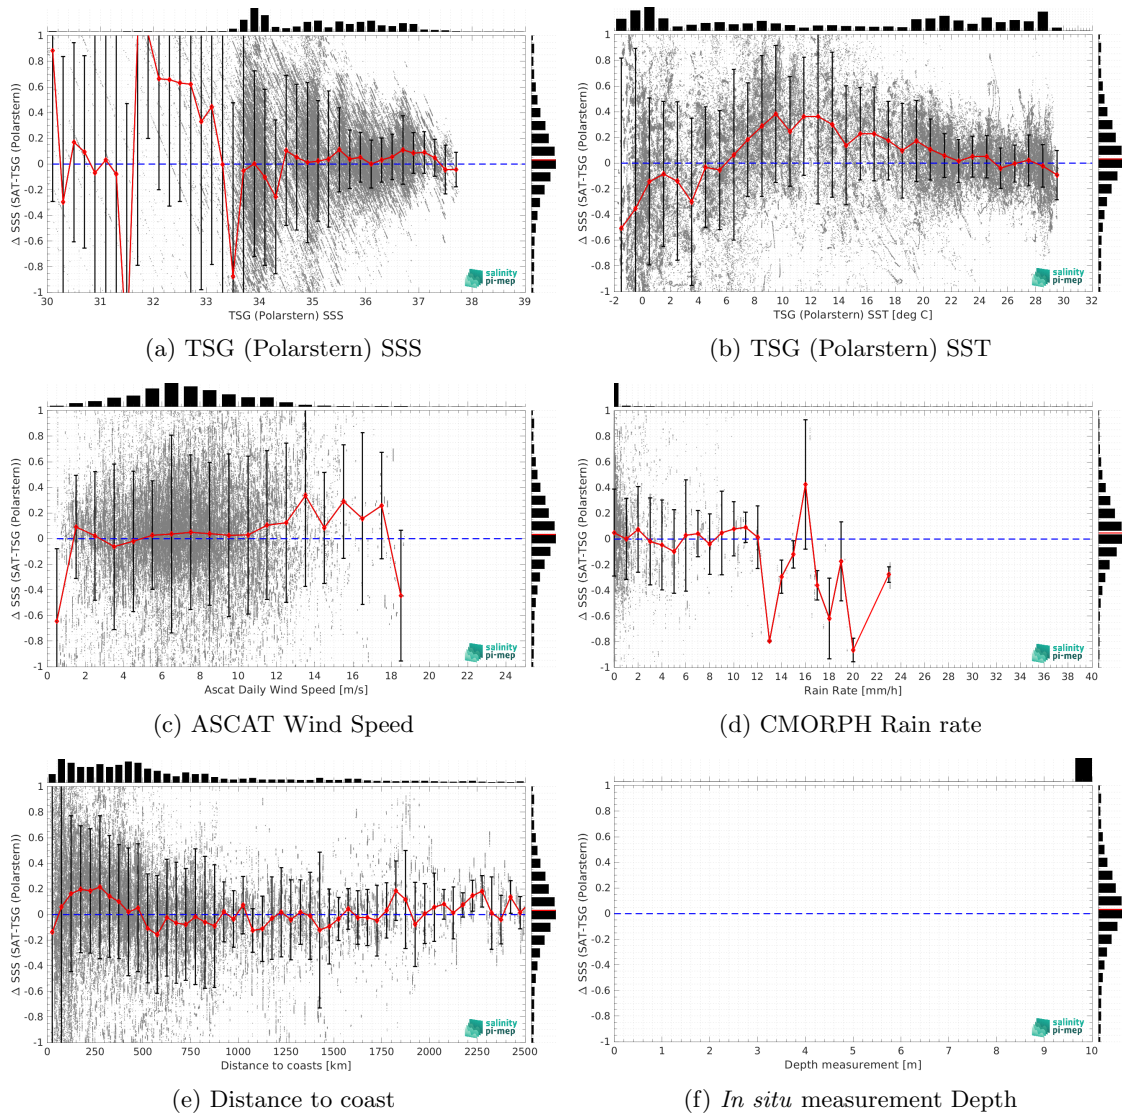 Δ SSS (SAT-TSG (Polarstern))
1
0.8
0.6
0.4
0.2
0
-0.2
-0.4
-0.6
-0.8
-1
30 31 32 33 34 35 36 37 38 39
TSG (Polarstern) SSS
salinity
pi-mep
(a) TSG (Polarstern) SSS
Δ SSS (SAT-TSG (Polarstern))
1
0.8
0.6
0.4
0.2
0
-0.2
-0.4
-0.6
-0.8
-1
-2 0 2 4 6 8 10 12 14 16 18 20 22 24 26 28 30 32
TSG (Polarstern) SST [deg C]
salinity
pi-mep
(b) TSG (Polarstern) SST
Δ SSS (SAT-TSG (Polarstern))
1
0.8
0.6
0.4
0.2
0
-0.2
-0.4
-0.6
-0.8
-1
0 2 4 6 8 10 12 14 16 18 20 22 24
Ascat Daily Wind Speed [m/s]
salinity
pi-mep
(c) ASCAT Wind Speed
Δ SSS (SAT-TSG (Polarstern))
1
0.8
0.6
0.4
0.2
0
-0.2
-0.4
-0.6
-0.8
-1
0 2 4 6 8 10 12 14 16 18 20 22 24 26 28 30 32 34 36 38 40
Rain Rate [mm/h]
salinity
pi-mep
(d) CMORPH Rain rate
Δ SSS (SAT-TSG (Polarstern))
1
0.8
0.6
0.4
0.2
0
-0.2
-0.4
-0.6
-0.8
-1
0 250 500 750 1000 1250 1500 1750 2000 2250 2500
Distance to coasts [km]
salinity
pi-mep
(e) Distance to coast
Δ SSS (SAT-TSG (Polarstern))
1
0.8
0.6
0.4
0.2
0
-0.2
-0.4
-0.6
-0.8
-1
0 1 2 3 4 5 6 7 8 9 10
Depth measurement [m]
salinity
pi-mep
(f) In situ measurement Depth